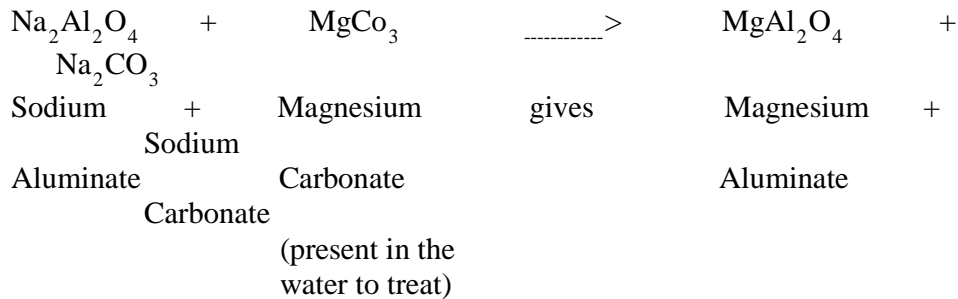 Na₂Al₂O₄ + MgCo₃ ------------> MgAl₂O₄ +
Na₂CO₃
Sodium + Magnesium gives Magnesium +
Sodium
Aluminate Carbonate Aluminate
Carbonate
(present in the
water to treat)